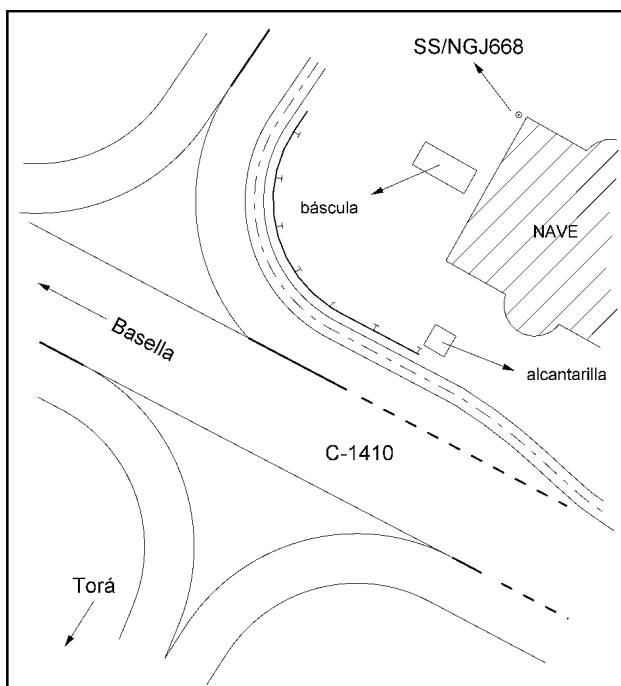 SS/NGJ668
báscula
NAVE
Basella
alcantarilla
C-1410
Torá